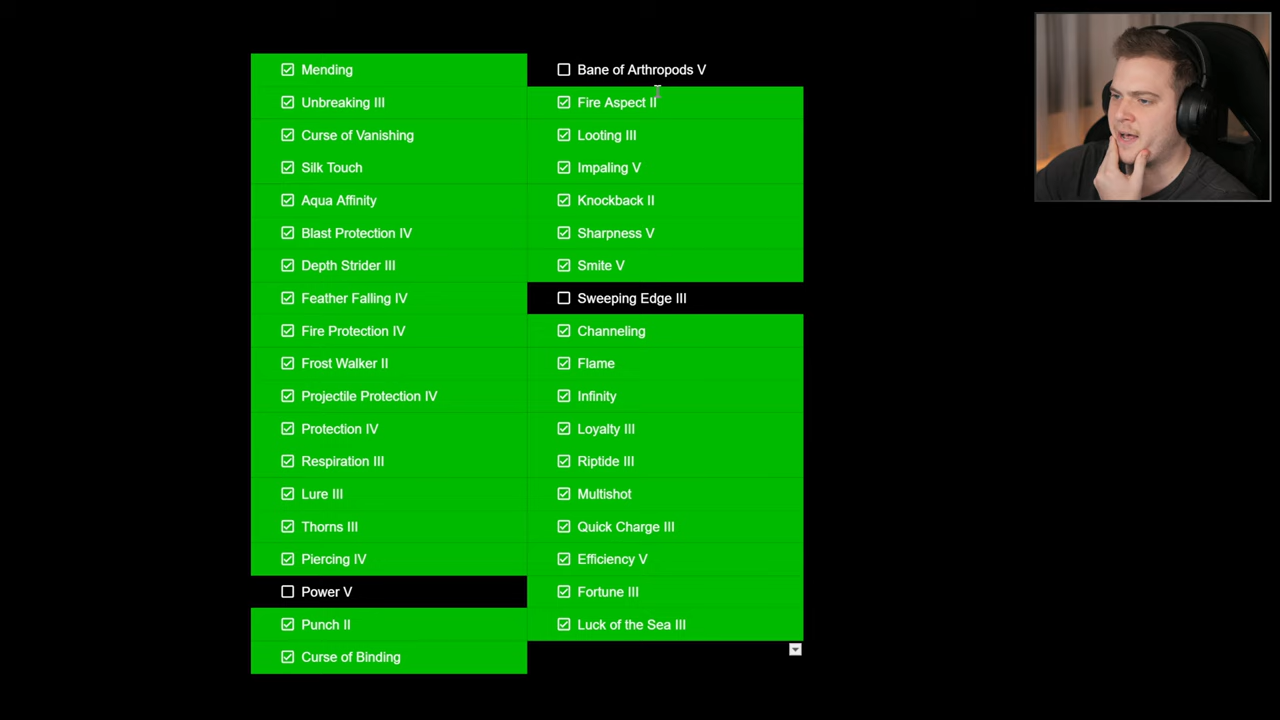 Mending
Unbreaking III
Curse of Vanishing
Silk Touch
Aqua Affinity
Blast Protection IV
Depth Strider III
Feather Falling IV
Fire Protection IV
Frost Walker II
Projectile Protection IV
Protection IV
Respiration III
Lure III
Thorns III
Piercing IV
Power V
Punch II
Curse of Binding
Bane of Arthropods V
Fire Aspect II
Looting III
Impaling V
Knockback II
Sharpness V
Smite V
Sweeping Edge III
Channeling
Flame
Infinity
Loyalty III
Riptide III
Multishot
Quick Charge III
Efficiency V
Fortune III
Luck of the Sea III